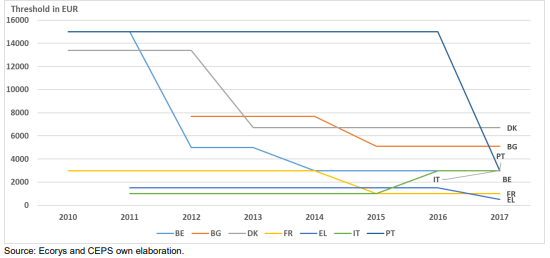 Threshold in EUR
16000
14000
12000
10000
8000
6000
4000
2000
0
DK
BG
PT
IT
BE
FR
EL
2010 2011 2012 2013 2014 2015 2016 2017
BE BG DK FR EL IT PT
Source: Ecorys and CEPS own elaboration.